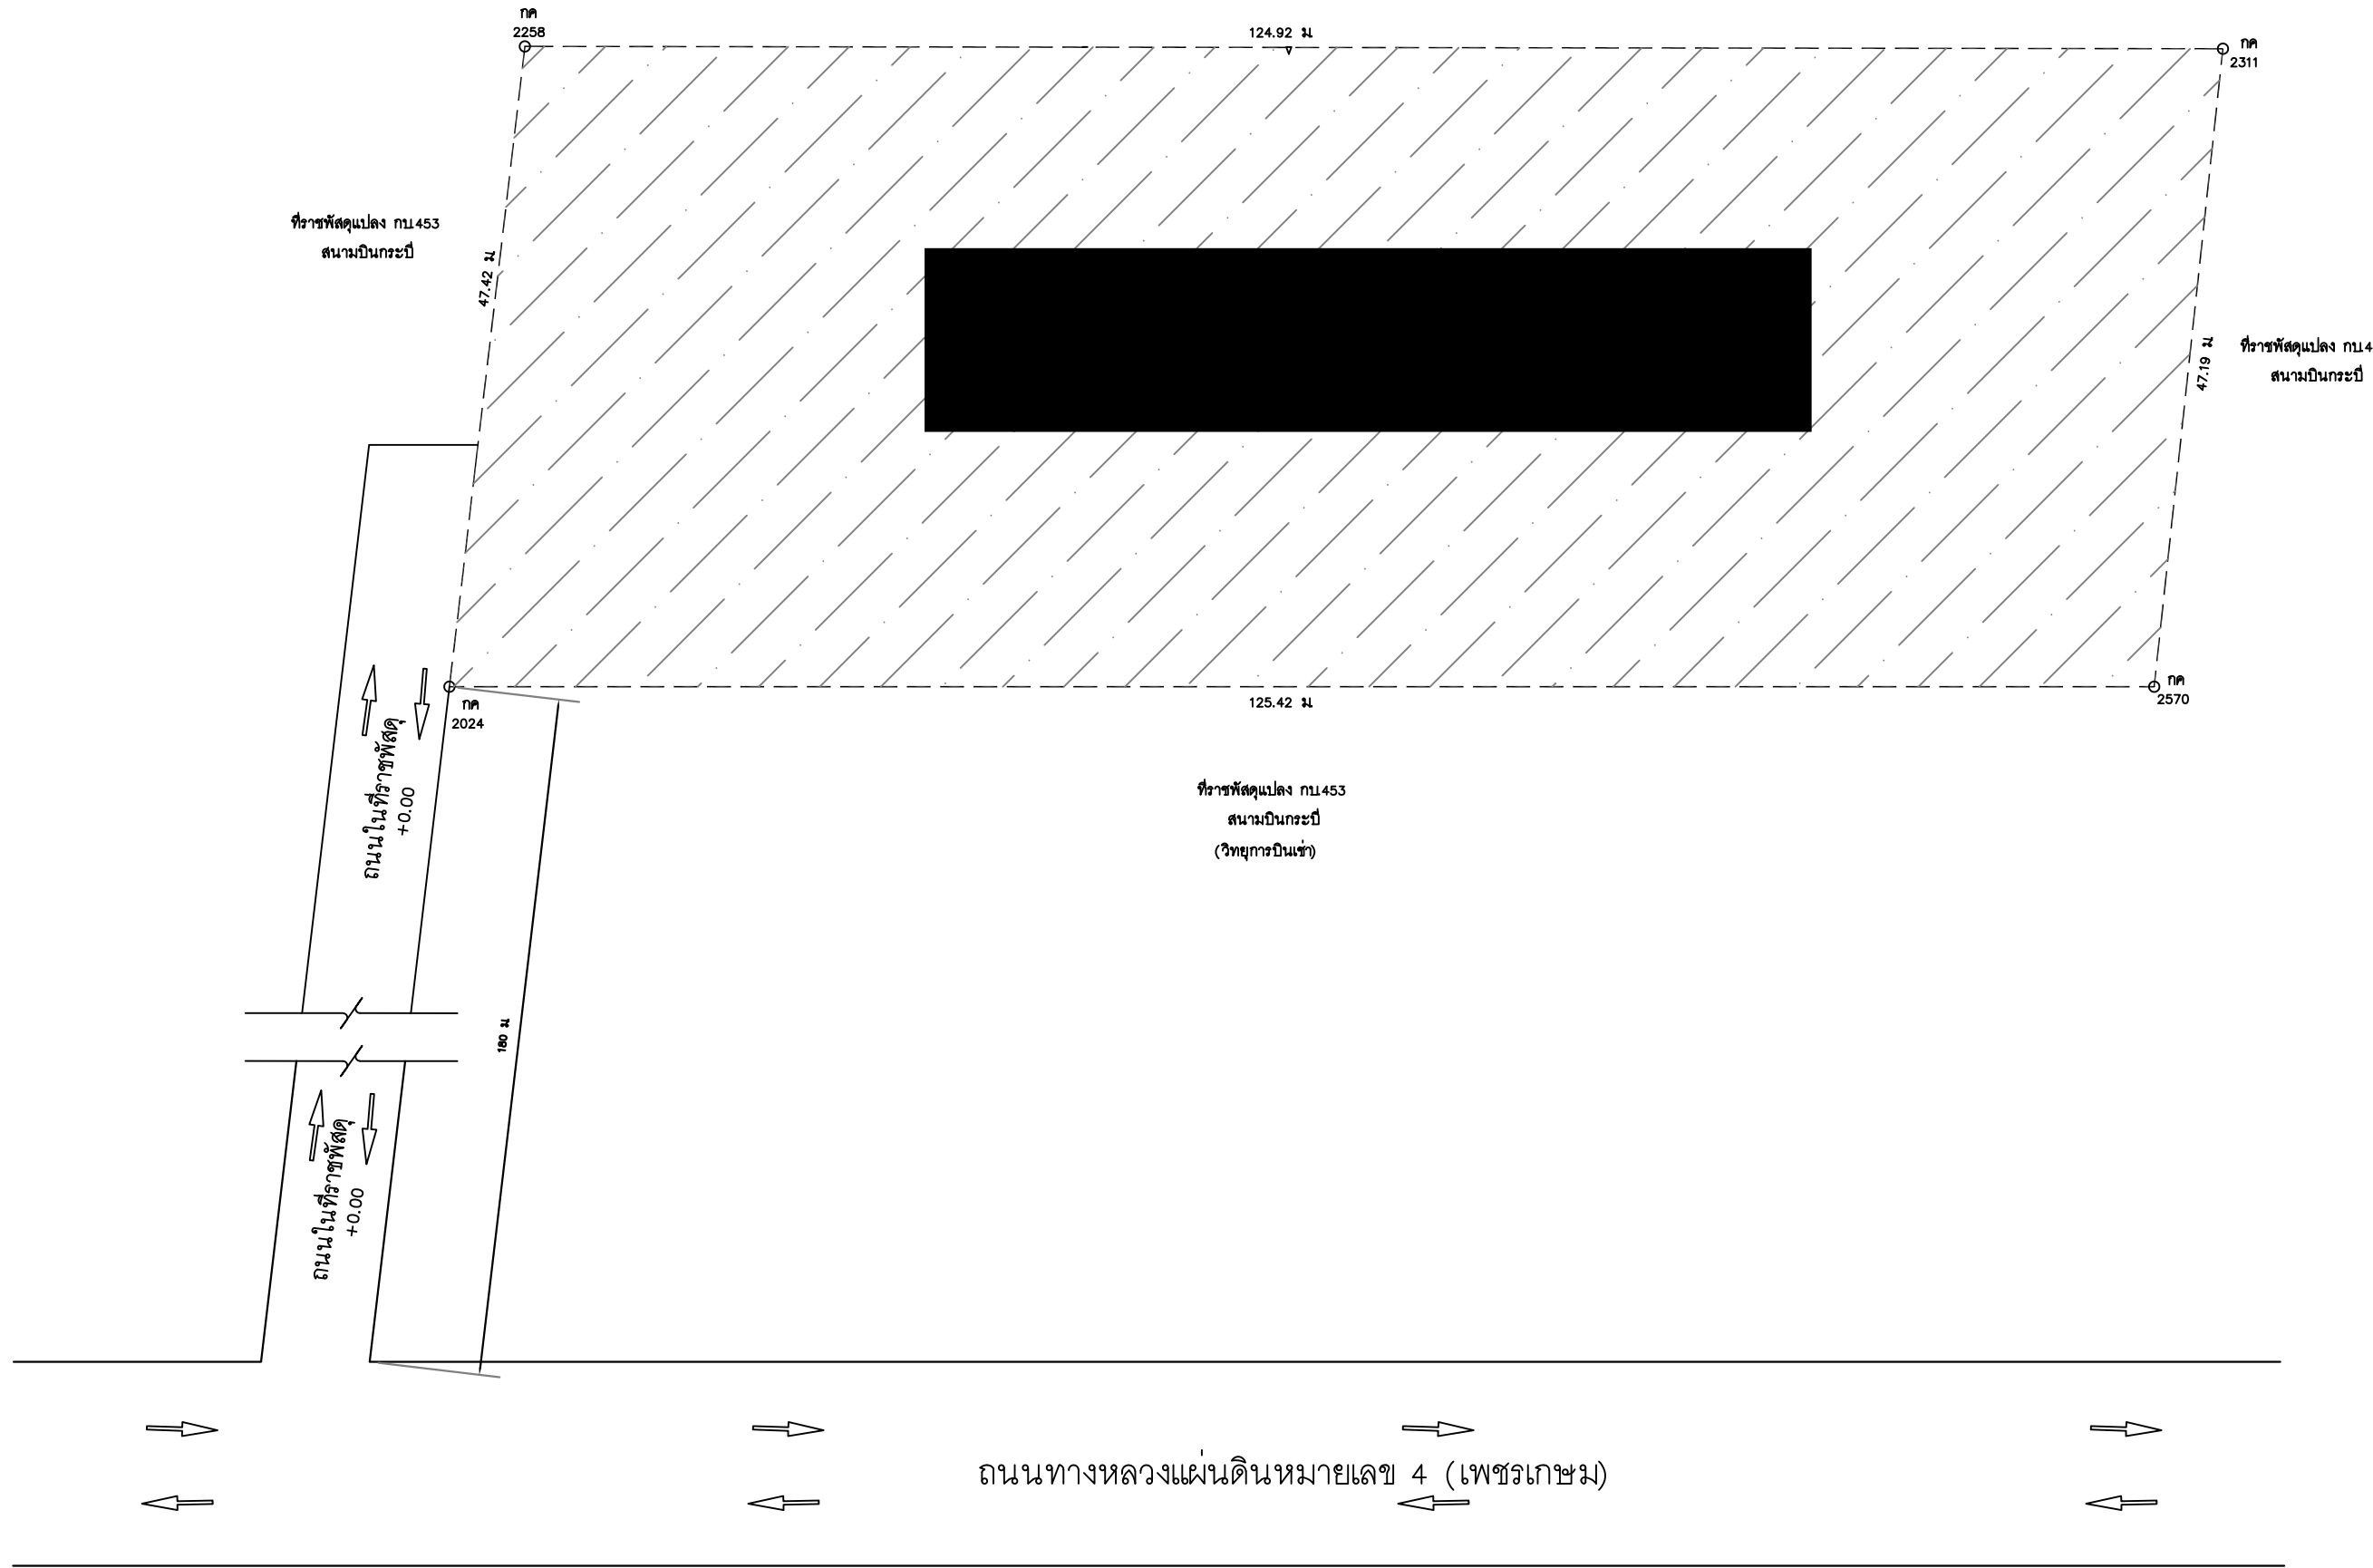 กค
2258
124.92 ม
กค
2311
ที่ราชพัสดุแปลง กบ.453
สนามบินกระบี่
47.42 ม
47.19 ม
ที่ราชพัสดุแปลง กบ.4
สนามบินกระบี่
กค
2024
125.42 ม
กค
2570
ถนนในที่ราชพัสดุ
+0.00
ที่ราชพัสดุแปลง กบ.453
สนามบินกระบี่
(วิทยุการบินเช่า)
180 ม
ถนนในที่ราชพัสดุ
+0.00
ถนนทางหลวงแผ่นดินหมายเลข 4 (เพชรเกษม)